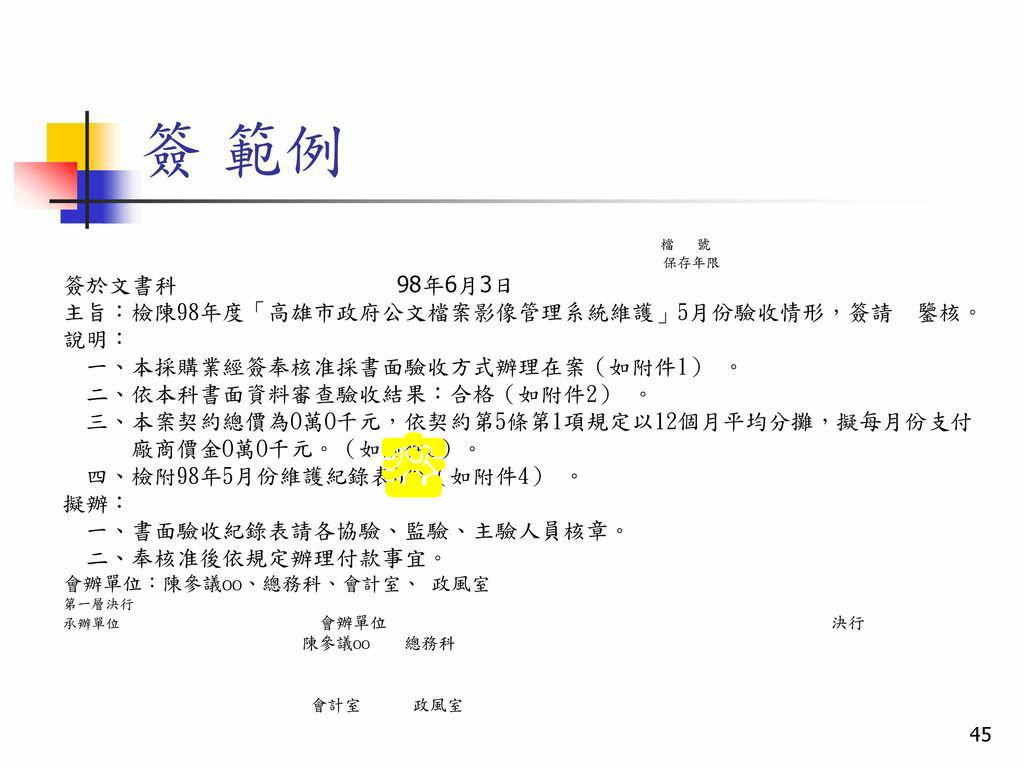 簽 範例
檔 號
保存年限
簽於文書科 98年6月3日
主旨：檢陳98年度「高雄市政府公文檔案影像管理系統維護」5月份驗收情形，簽請　鑒核。
說明：
一、本採購業經簽奉核准採書面驗收方式辦理在案（如附件1） 。
二、依本科書面資料審查驗收結果：合格（如附件2） 。
三、本案契約總價為0萬0千元，依契約第5條第1項規定以12個月平均分攤，擬每月份支付
廠商價金0萬0千元。（如 ）。
四、檢附98年5月份維護紀錄表 （如附件4） 。
擬辦：
一、書面驗收紀錄表請各協驗、監驗、主驗人員核章。
二、奉核准後依規定辦理付款事宜。
會辦單位：陳參議oo、總務科、會計室、 政風室
第一層決行
承辦單位 會辦單位 決行
陳參議oo 總務科
會計室 政風室
45